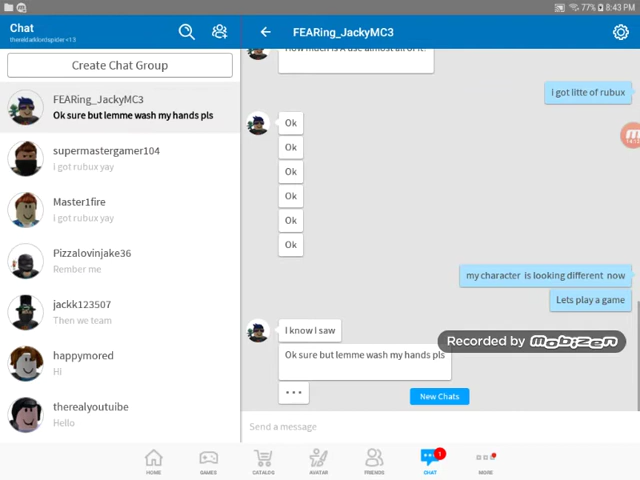 77% 8:43 PM
Chat
Create Chat Group
FEARing_JackyMC3
Ok sure but lemme wash my hands pls
supermastergamer104
I got rubux yay
Master1fire
I got rubux yay
Pizzalovinjake36
Rember me
jackk123507
Then we team
happymored
Hi
therealyoutuibe
Hello
FEARing_JackyMC3
I got litte of rubux
Ok
Ok
Ok
Ok
Ok
Ok
my character is looking different now
Lets play a game
I know I saw
Ok sure but lemme wash my hands pls
Recorded by MOBIZEN
New Chats
Send a message
HOME
GAMES
CATALOG
AVATAR
FRIENDS
1
CHAT
MORE